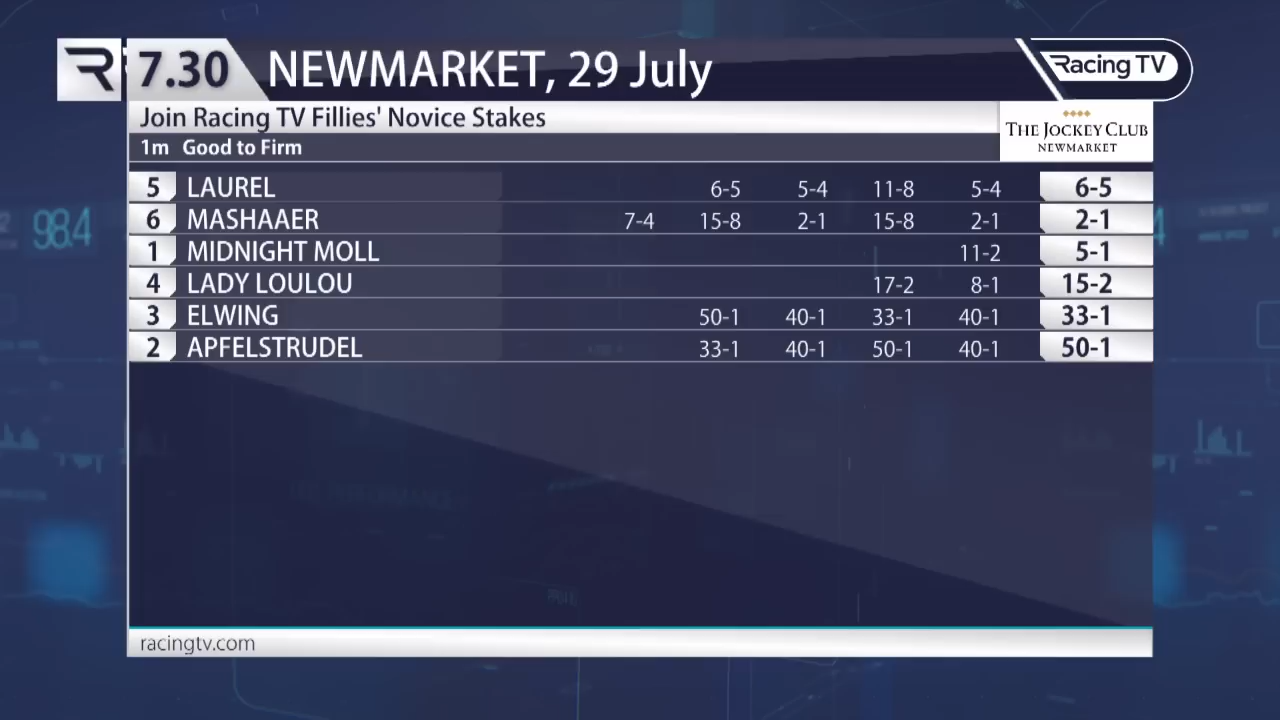 R 7.30 NEWMARKET, 29 July Racing TV
Join Racing TV Fillies' Novice Stakes
THE JOCKEY CLUB
NEWMARKET
1m Good to Firm
5 LAUREL 6-5 5-4 11-8 5-4 6-5
6 MASHAAER 7-4 15-8 2-1 15-8 2-1 2-1
1 MIDNIGHT MOLL 11-2 5-1
4 LADY LOULOU 17-2 8-1 15-2
3 ELWING 50-1 40-1 33-1 40-1 33-1
2 APFELSTRUDEL 33-1 40-1 50-1 40-1 50-1
98.4
racingtv.com